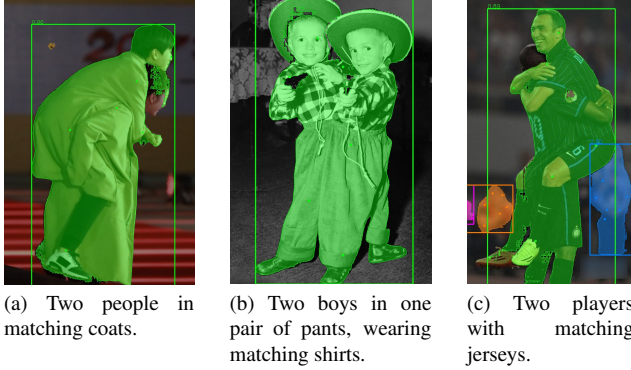 (a) Two people in
matching coats.
(b) Two boys in one
pair of pants, wearing
matching shirts.
(c) Two players
with matching
jerseys.